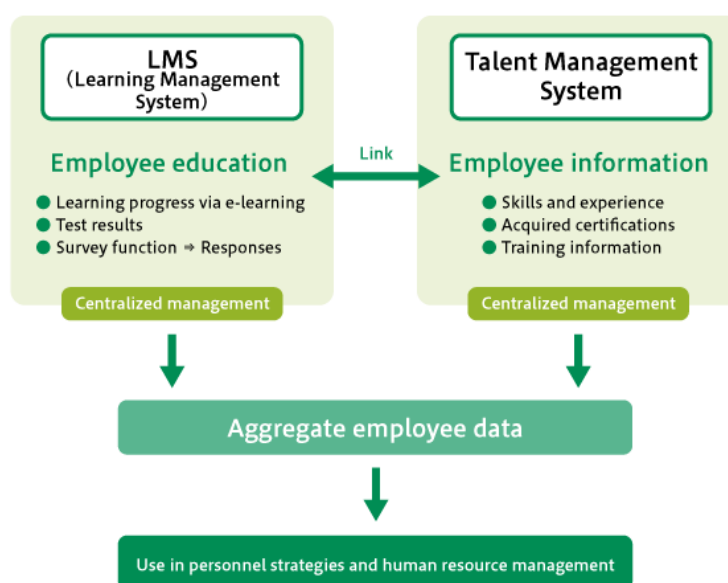 LMS
（Learning Management
System）
Employee education
● Learning progress via e-learning
● Test results
● Survey function ⇒ Responses
Centralized management
Link
Talent Management
System
Employee information
● Skills and experience
● Acquired certifications
● Training information
Centralized management
Aggregate employee data
Use in personnel strategies and human resource management